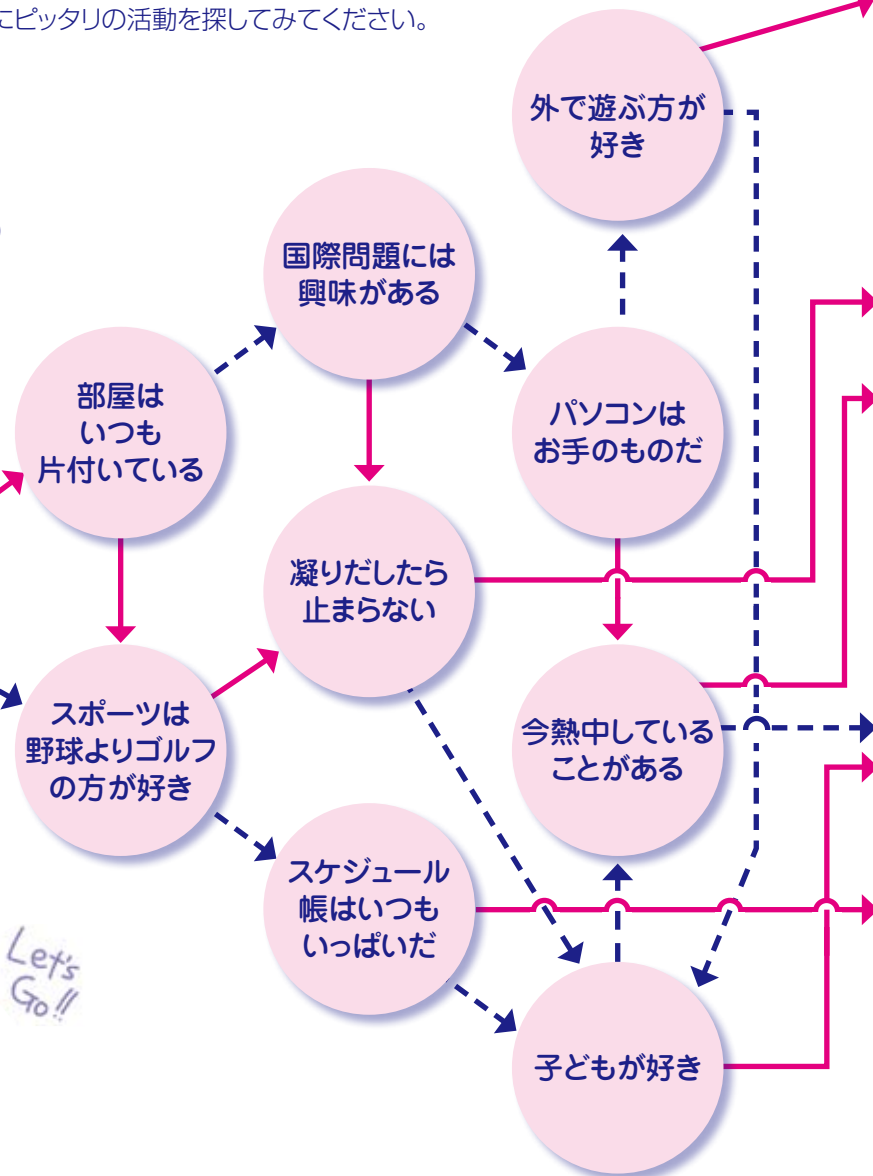 にピッタリの活動を探してみてください。
外で遊ぶ方が
好き
国際問題には
興味がある
部屋は
いつも
片付いている
パソコンは
お手のものだ
凝りだしたら
止まらない
スポーツは
野球よりゴルフ
の方が好き
今熱中している
ことがある
スケジュール
帳はいつも
いっぱいだ
Let's
Go!!
子どもが好き